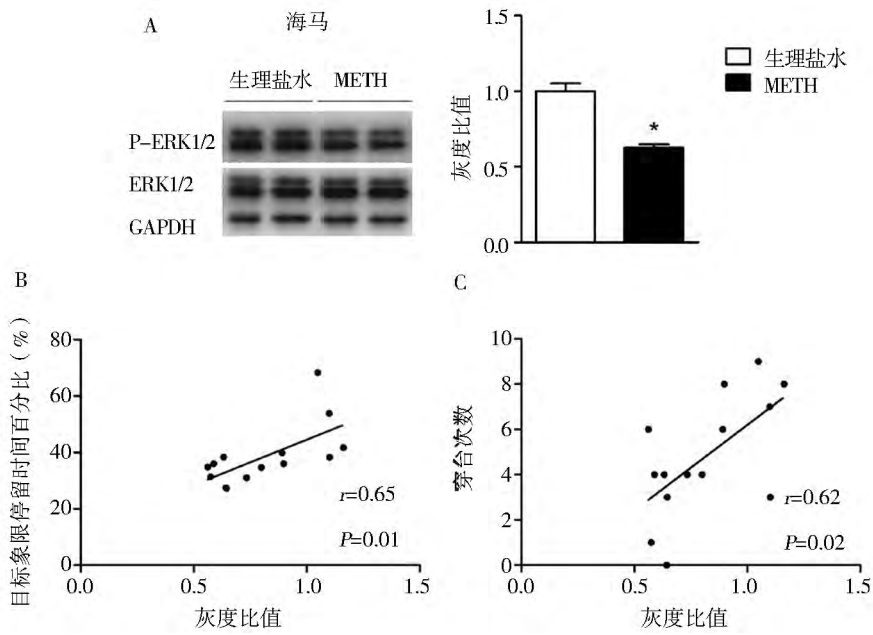 A
海马
生理盐水 METH
P-ERK1/2
ERK1/2
GAPDH
灰度比值
1.5
1.0
0.5
0.0
*
生理盐水
METH
B
目标象限停留时间百分比(%)
80
60
40
20
0
0.0 0.5 1.0 1.5
灰度比值
r=0.65
P=0.01
C
穿台次数
10
8
6
4
2
0
0.0 0.5 1.0 1.5
灰度比值
r=0.62
P=0.02